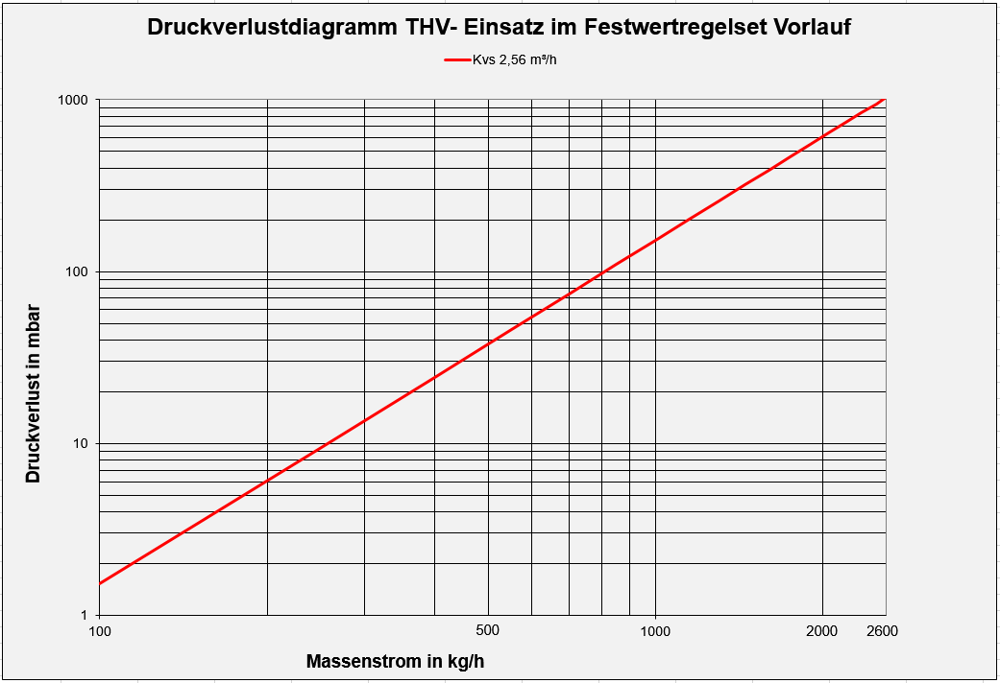 Druckverlustdiagramm THV- Einsatz im Festwertregelset Vorlauf
Kvs 2,56 m³/h
1000
100
10
1
Druckverlust in mbar
100
500
1000
2000
2600
Massenstrom in kg/h